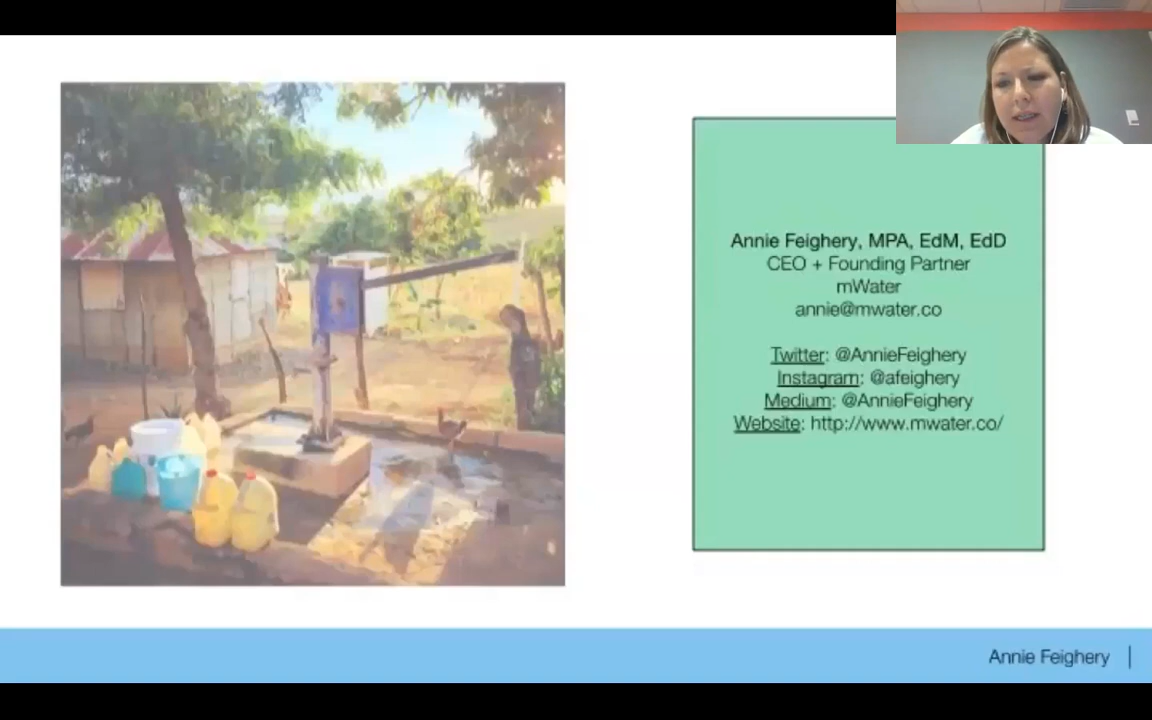 Annie Feighery, MPA, EdM, EdD
CEO + Founding Partner
mWater
annie@mwater.co
Twitter: @AnnieFeighery
Instagram: @afeighery
Medium: @AnnieFeighery
Website: http://www.mwater.co/
Annie Feighery |